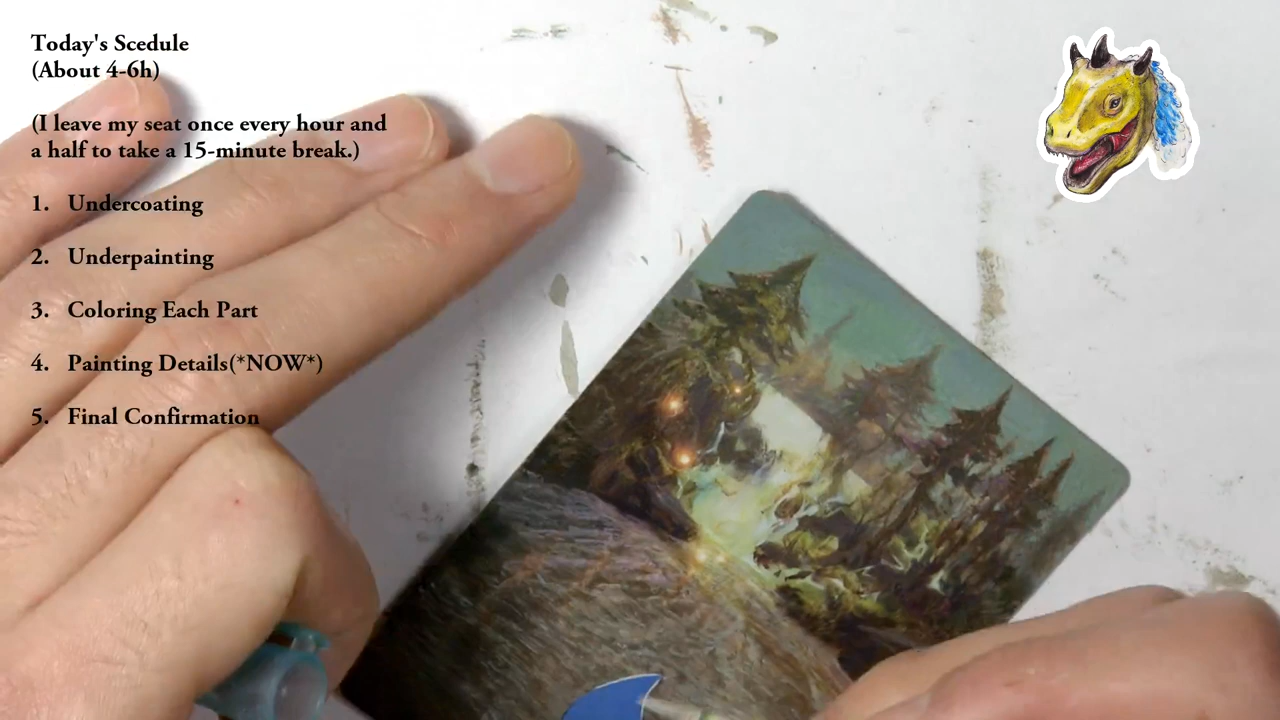 Today's Scedule
(About 4-6h)
(I leave my seat once every hour and
a half to take a 15-minute break.)
1. Undercoating
2. Underpainting
3. Coloring Each Part
4. Painting Details(*NOW*)
5. Final Confirmation